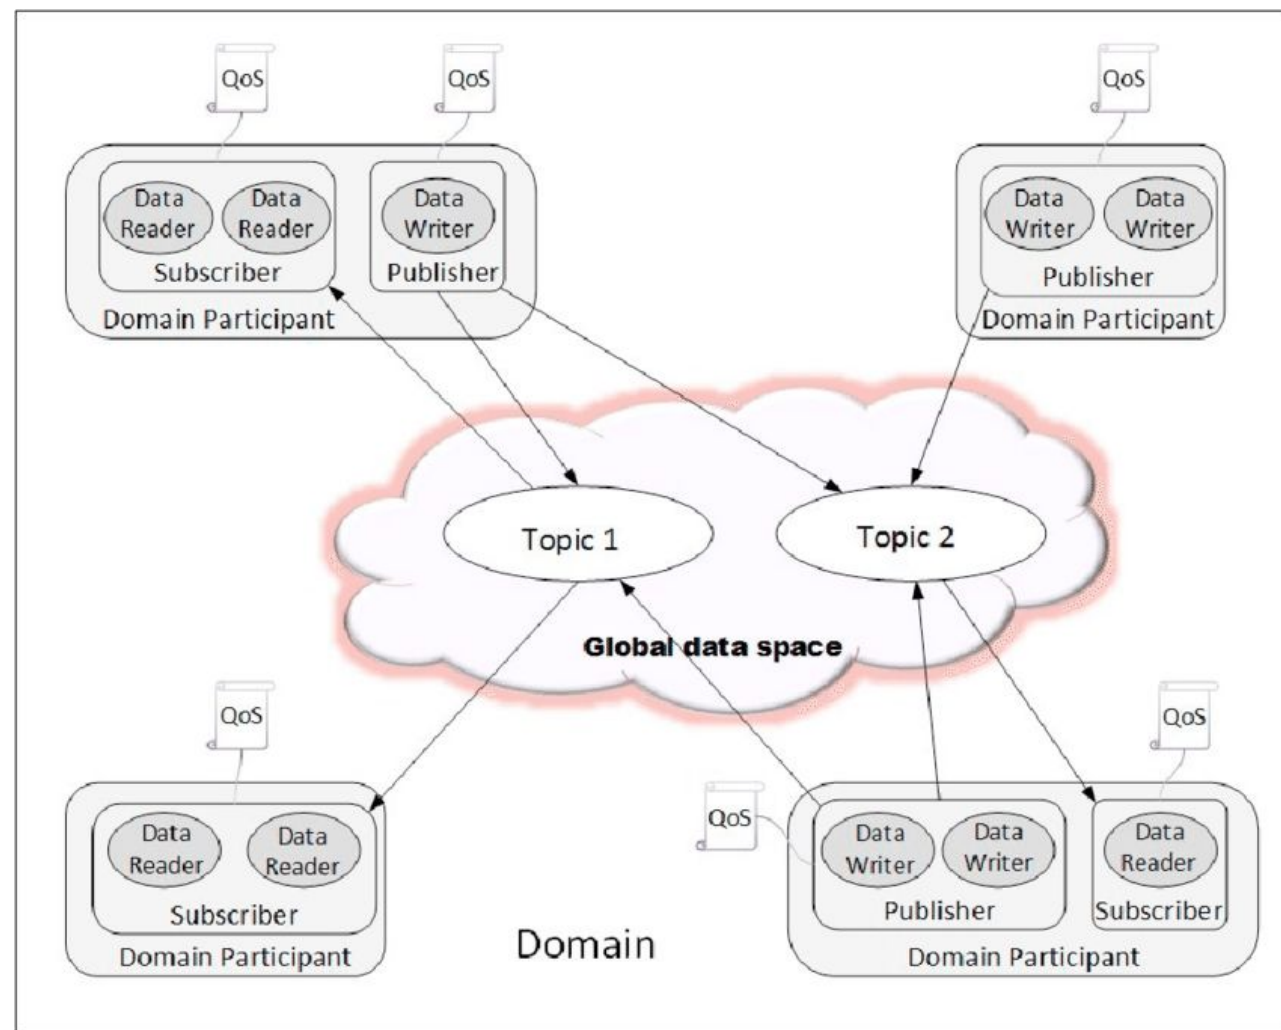 QoS
QoS
QoS
Data
Reader
Data
Reader
Subscriber
Data
Writer
Publisher
Domain Participant
Data
Writer
Data
Writer
Publisher
Domain Participant
Topic 1
Topic 2
Global data space
QoS
QoS
QoS
Data
Reader
Data
Reader
Subscriber
Domain Participant
Domain
Data
Writer
Data
Writer
Publisher
Data
Reader
Subscriber
Domain Participant